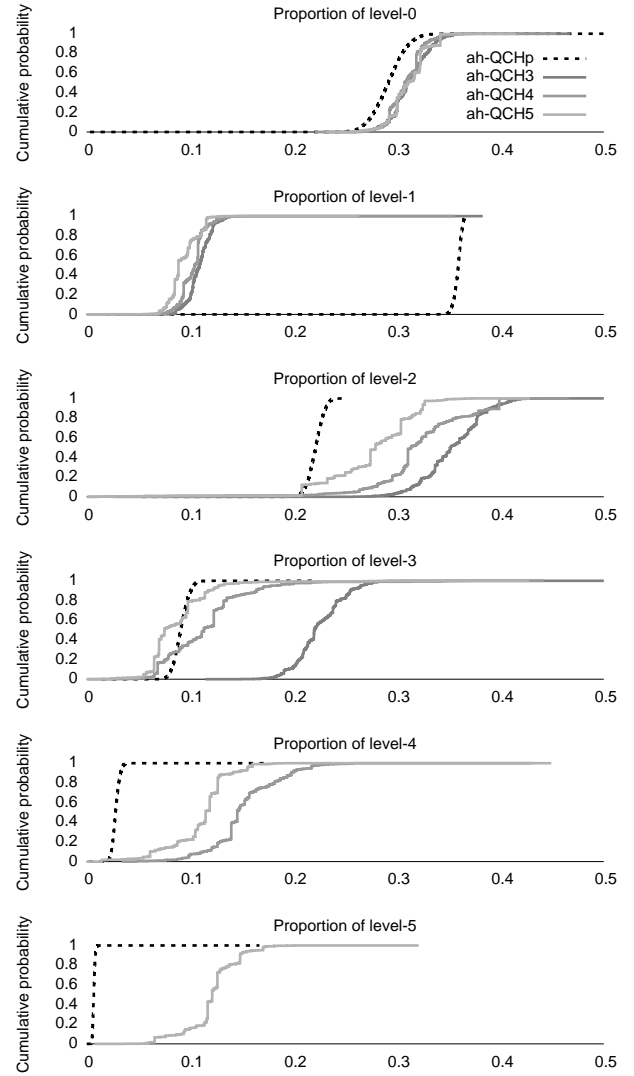 Proportion of level-0
Cumulative probability
1
0.8
0.6
0.4
0.2
0
ah-QCHp
ah-QCH3
ah-QCH4
ah-QCH5
0 0.1 0.2 0.3 0.4 0.5
Proportion of level-1
Cumulative probability
1
0.8
0.6
0.4
0.2
0
0 0.1 0.2 0.3 0.4 0.5
Proportion of level-2
Cumulative probability
1
0.8
0.6
0.4
0.2
0
0 0.1 0.2 0.3 0.4 0.5
Proportion of level-3
Cumulative probability
1
0.8
0.6
0.4
0.2
0
0 0.1 0.2 0.3 0.4 0.5
Proportion of level-4
Cumulative probability
1
0.8
0.6
0.4
0.2
0
0 0.1 0.2 0.3 0.4 0.5
Proportion of level-5
Cumulative probability
1
0.8
0.6
0.4
0.2
0
0 0.1 0.2 0.3 0.4 0.5